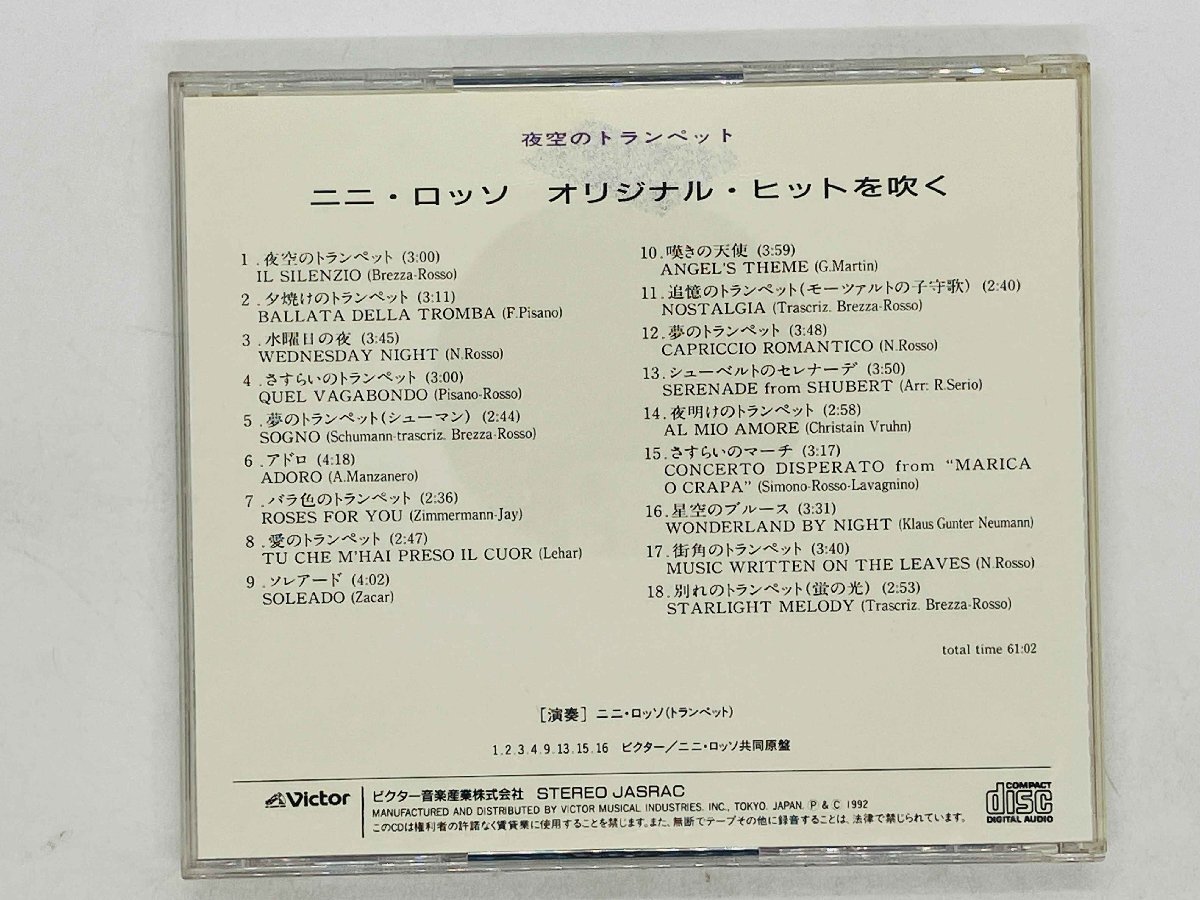 夜空のトランペット
ニニ・ロッソ オリジナル・ヒットを吹く
1.夜空のトランペット (3:00)
IL SILENZIO (Brezza-Rosso)
2.夕焼けのトランペット (3:11)
BALLATA DELLA TROMBA (F.Pisano)
3.水曜日の夜 (3:45)
WEDNESDAY NIGHT (N.Rosso)
4.さすらいのトランペット (3:00)
QUEL VAGABONDO (Pisano-Rosso)
5.夢のトランペット(シューマン) (2:44)
SOGNO (Schumann-trascriz. Brezza-Rosso)
6.アドロ (4:18)
ADORO (A.Manzanero)
7.バラ色のトランペット (2:36)
ROSES FOR YOU (Zimmermann-Jay)
8.愛のトランペット (2:47)
TU CHE M'HAI PRESO IL CUOR (Lehar)
9.ソレアード (4:02)
SOLEADO (Zacar)
10.嘆きの天使 (3:59)
ANGEL'S THEME (G.Martin)
11.追憶のトランペット(モーツァルトの子守歌) (2:40)
NOSTALGIA (Trascriz. Brezza-Rosso)
12.夢のトランペット (3:48)
CAPRICCIO ROMANTICO (N.Rosso)
13.シューベルトのセレナーデ (3:50)
SERENADE from SHUBERT (Arr: R.Serio)
14.夜明けのトランペット (2:58)
AL MIO AMORE (Christain Vruhn)
15.さすらいのマーチ (3:17)
CONCERTO DISPERATO from "MARICA
O CRAPA" (Simono-Rosso-Lavagnino)
16.星空のブルース (3:31)
WONDERLAND BY NIGHT (Klaus Gunter Neumann)
17.街角のトランペット (3:40)
MUSIC WRITTEN ON THE LEAVES (N.Rosso)
18.別れのトランペット(蛍の光) (2:53)
STARLIGHT MELODY (Trascriz. Brezza-Rosso)
total time 61:02
[演奏] ニニ・ロッソ(トランペット)
1.2.3.4.9.13.15.16 ビクター/ニニ・ロッソ共同原盤
Victor
ビクター音楽産業株式会社 STEREO JASRAC
MANUFACTURED AND DISTRIBUTED BY VICTOR MUSICAL INDUSTRIES, INC., TOKYO, JAPAN. Ⓟ & Ⓒ 1992
このCDは権利者の許諾なく賃貸業に使用することを禁じます。また、無断でテープその他に録音することは、法律で禁じられています。
COMPACT
disc
DIGITAL AUDIO